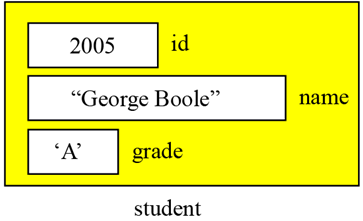 2005 id
“George Boole” name
‘A’ grade
student